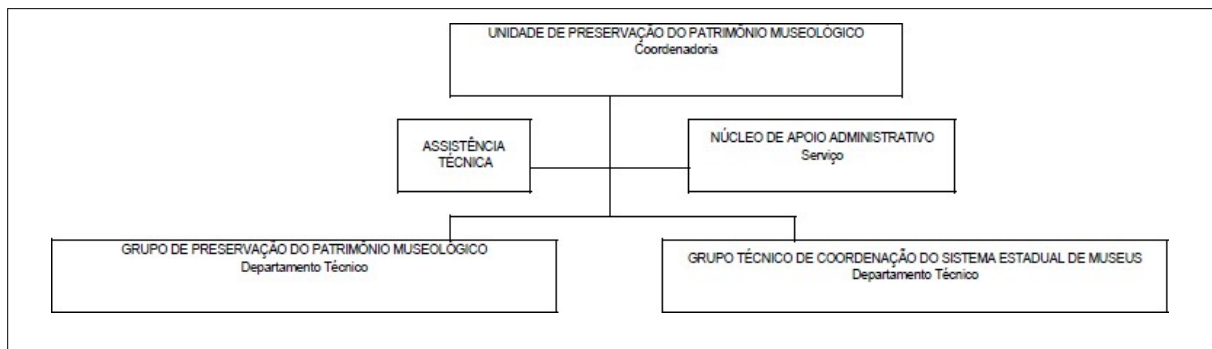 UNIDADE DE PRESERVAÇÃO DO PATRIMÔNIO MUSEOLÓGICO
Coordenadoria
ASSISTÊNCIA
TÉCNICA
NÚCLEO DE APOIO ADMINISTRATIVO
Serviço
GRUPO DE PRESERVAÇÃO DO PATRIMÔNIO MUSEOLÓGICO
Departamento Técnico
GRUPO TÉCNICO DE COORDENAÇÃO DO SISTEMA ESTADUAL DE MUSEUS
Departamento Técnico